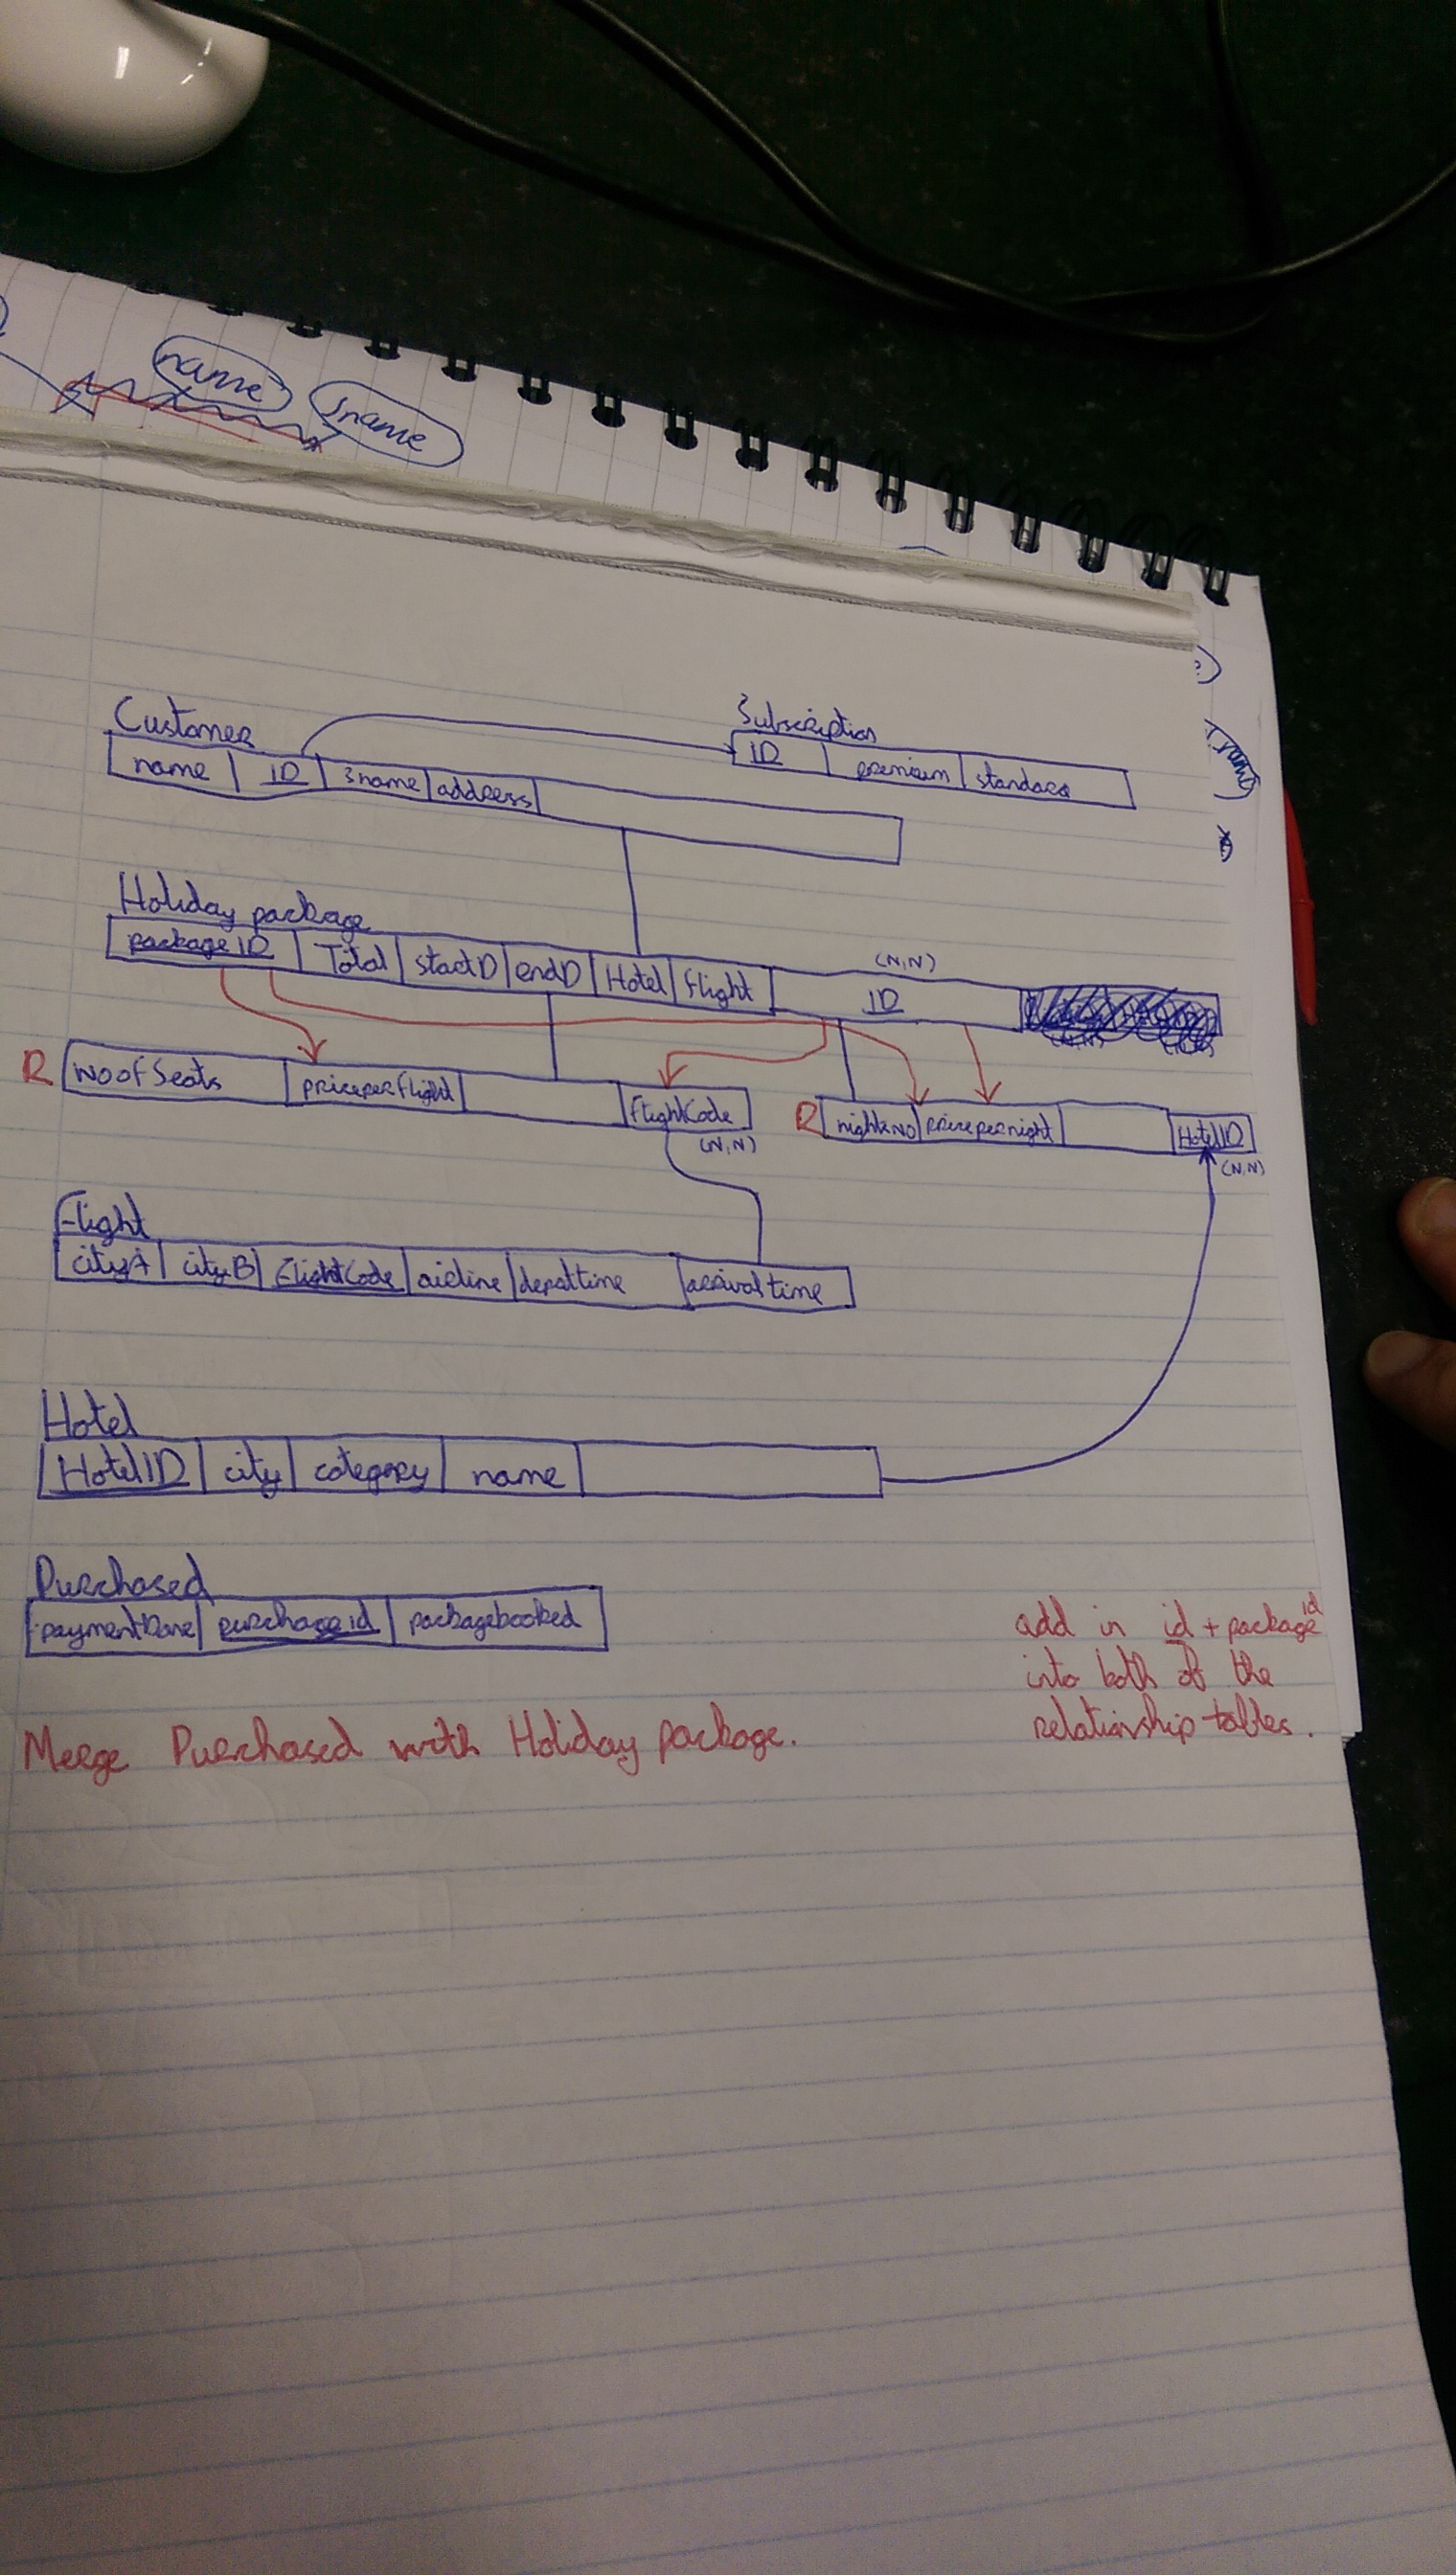 name
sname
Customer
name ID sname address
Subscription
ID premium standard
Holiday package
packageID Total startD endD Hotel flight ID
(N,N)
R NoofSeats priceperflight flightCode
(N,N)
R nightsNo pricepernight HotelID
(N,N)
Flight
cityA cityB FlightCode airline departtime arrivaltime
Hotel
HotelID city category name
Purchased
paymentDone purchaseid packagebooked
add in id + package id
into both of the
relationship tables.
Merge Purchased with Holiday package.